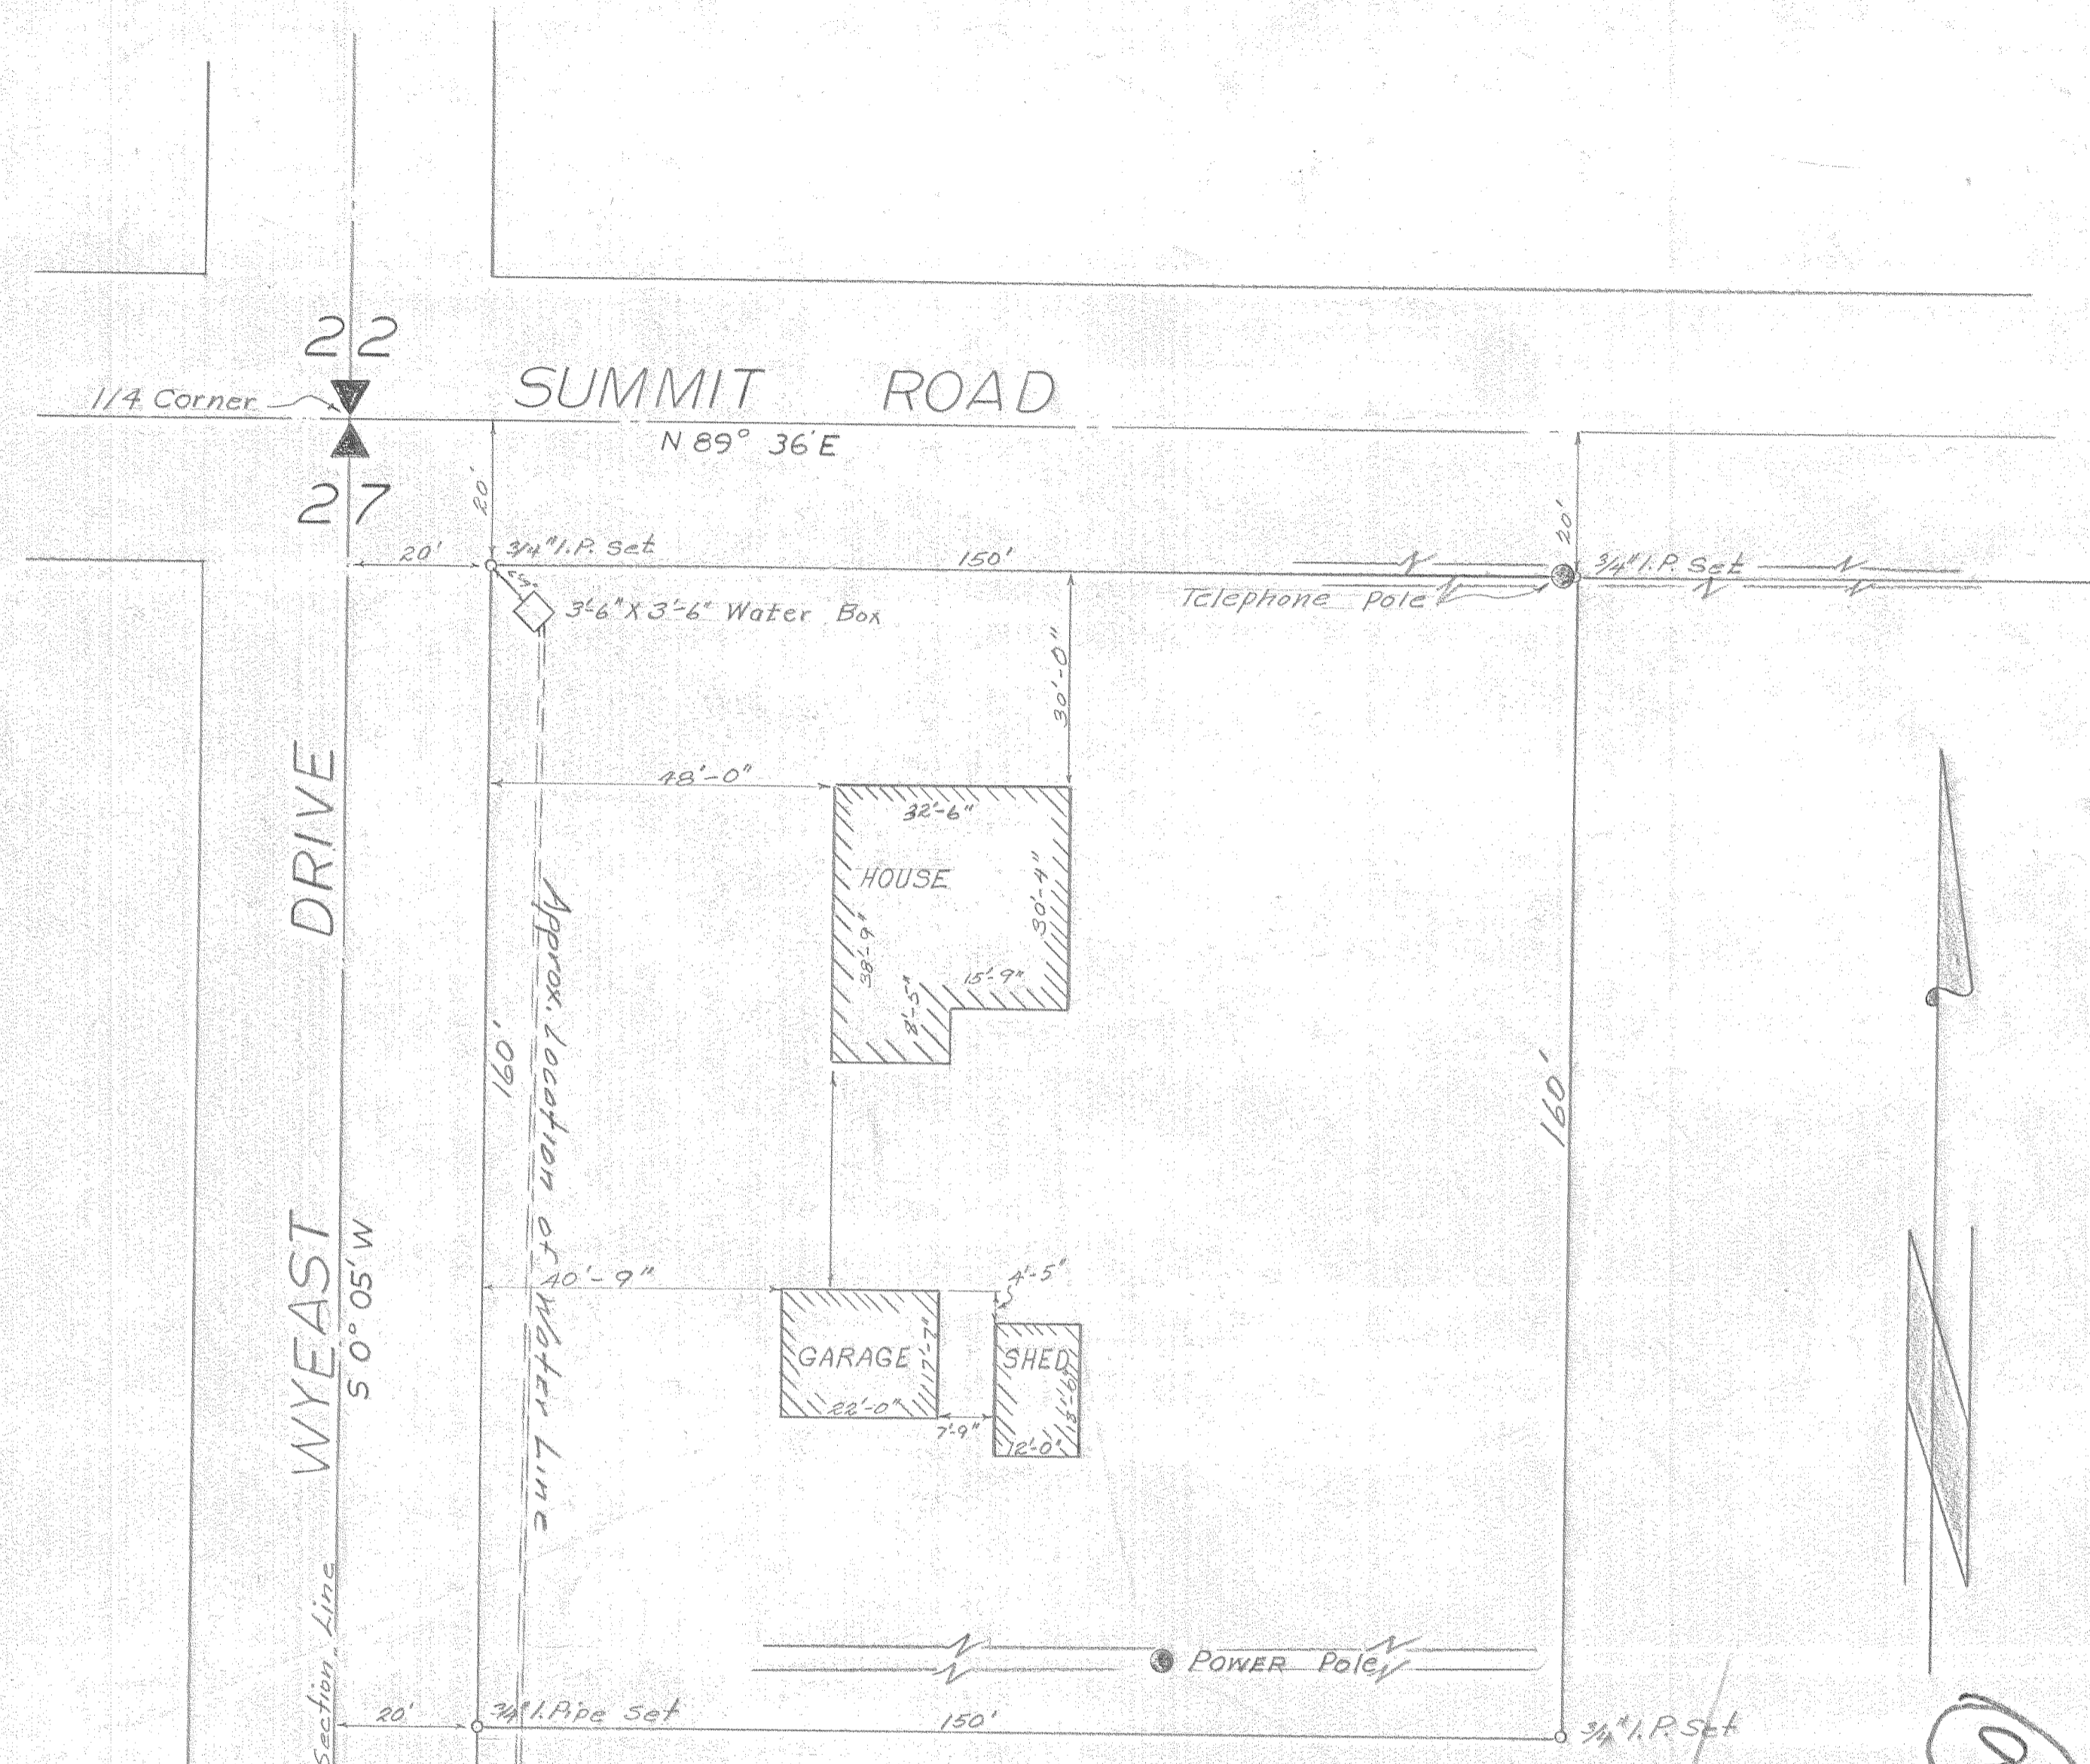 22
1/4 Corner
SUMMIT ROAD
N 89° 36' E
27
20'
20'
20'
3/4" I.P. Set
150'
3/4" I.P. Set
Telephone Pole
3'-6" X 3'-6" Water Box
30'-0"
48'-0"
32'-6"
HOUSE
30'-4"
38'-9"
15'-9"
8'-5"
WYEAST DRIVE
S 0° 05' W
Section Line
160'
Approx. Location of Water Line
160'
40'-9"
4'-5"
GARAGE
17'-7"
22'-0"
7'-9"
SHED
18'-6"
12'-0"
POWER Pole
20'
3/4" I. Pipe Set
150'
3/4" I.P. Set